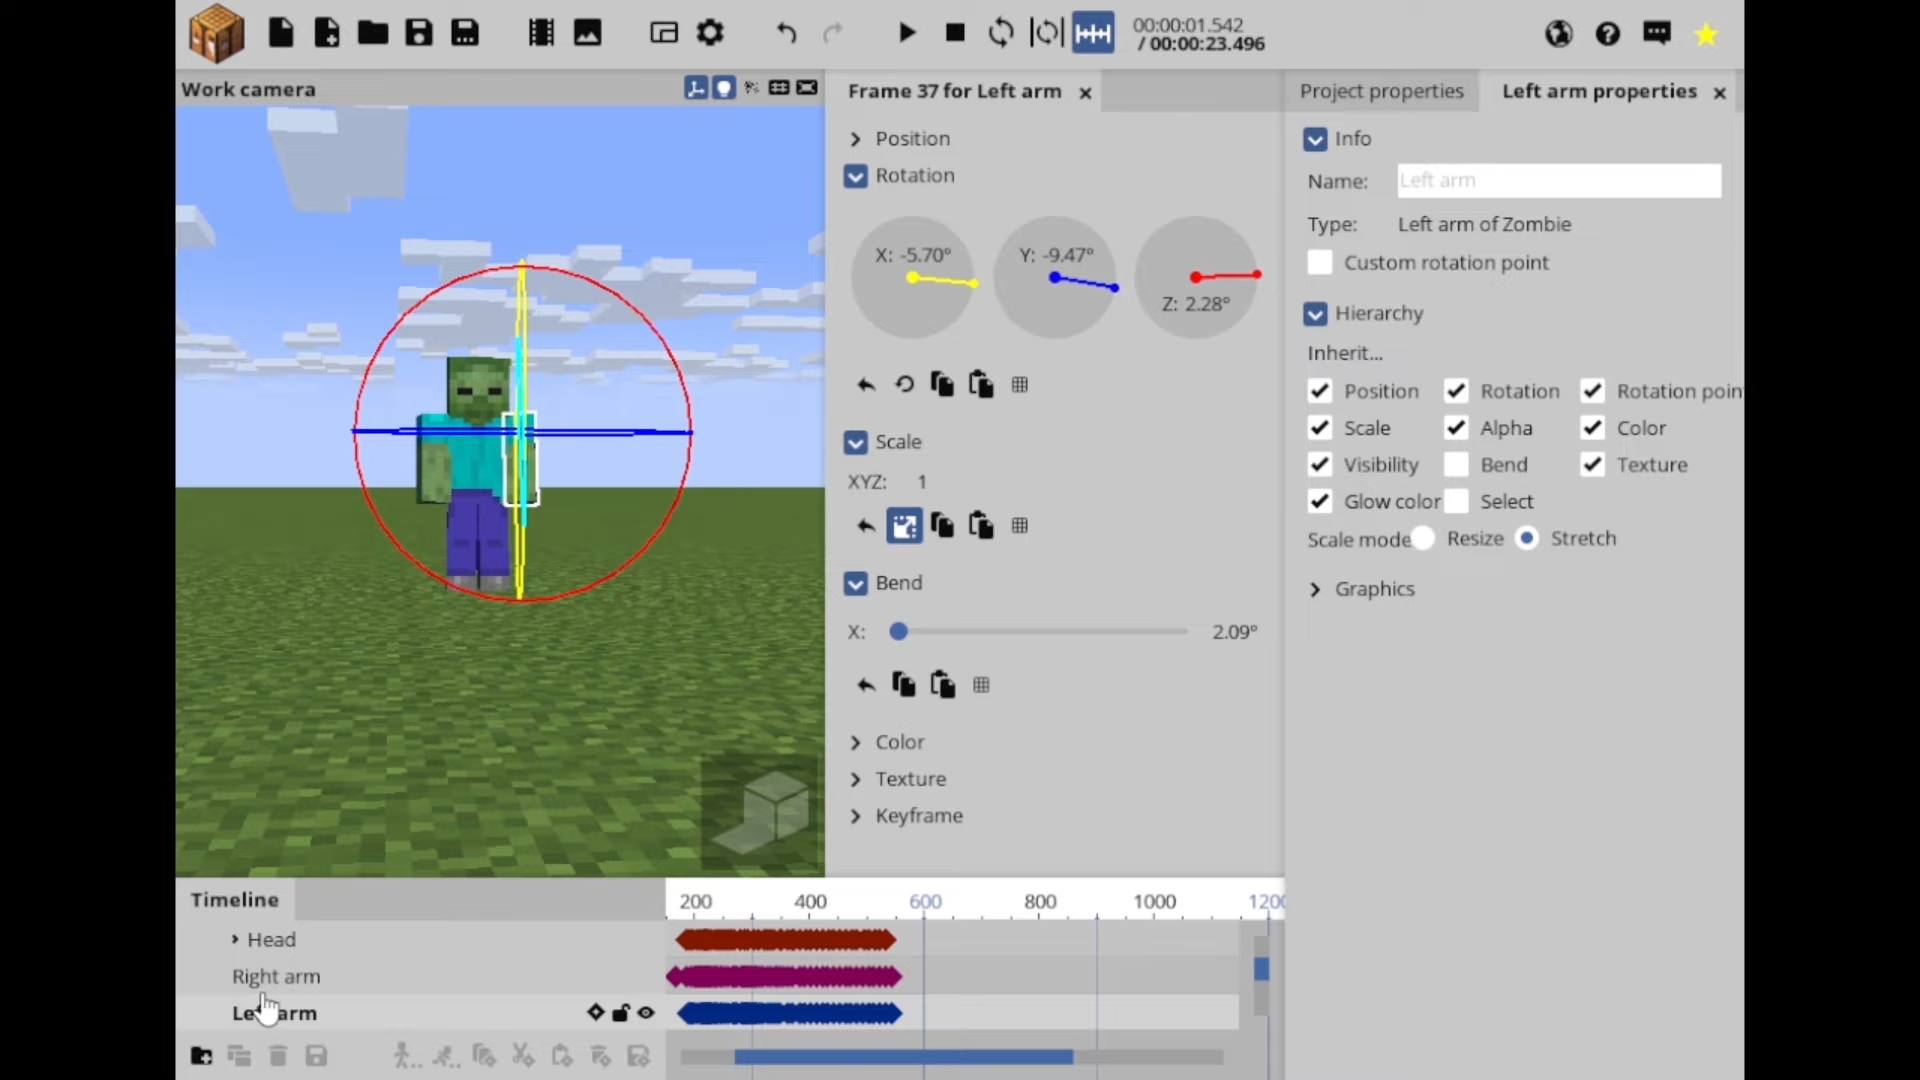 00:00:01.542
/ 00:00:23.496
Work camera
Frame 37 for Left arm
Project properties
Left arm properties
Position
Rotation
X: -5.70°
Y: -9.47°
Z: 2.28°
Scale
XYZ: 1
Bend
X: 2.09°
Color
Texture
Keyframe
Info
Name: Left arm
Type: Left arm of Zombie
Custom rotation point
Hierarchy
Inherit...
Position Rotation Rotation poin
Scale Alpha Color
Visibility Bend Texture
Glow color Select
Scale mode Resize Stretch
Graphics
Timeline
200 400 600 800 1000 1200
Head
Right arm
Left arm